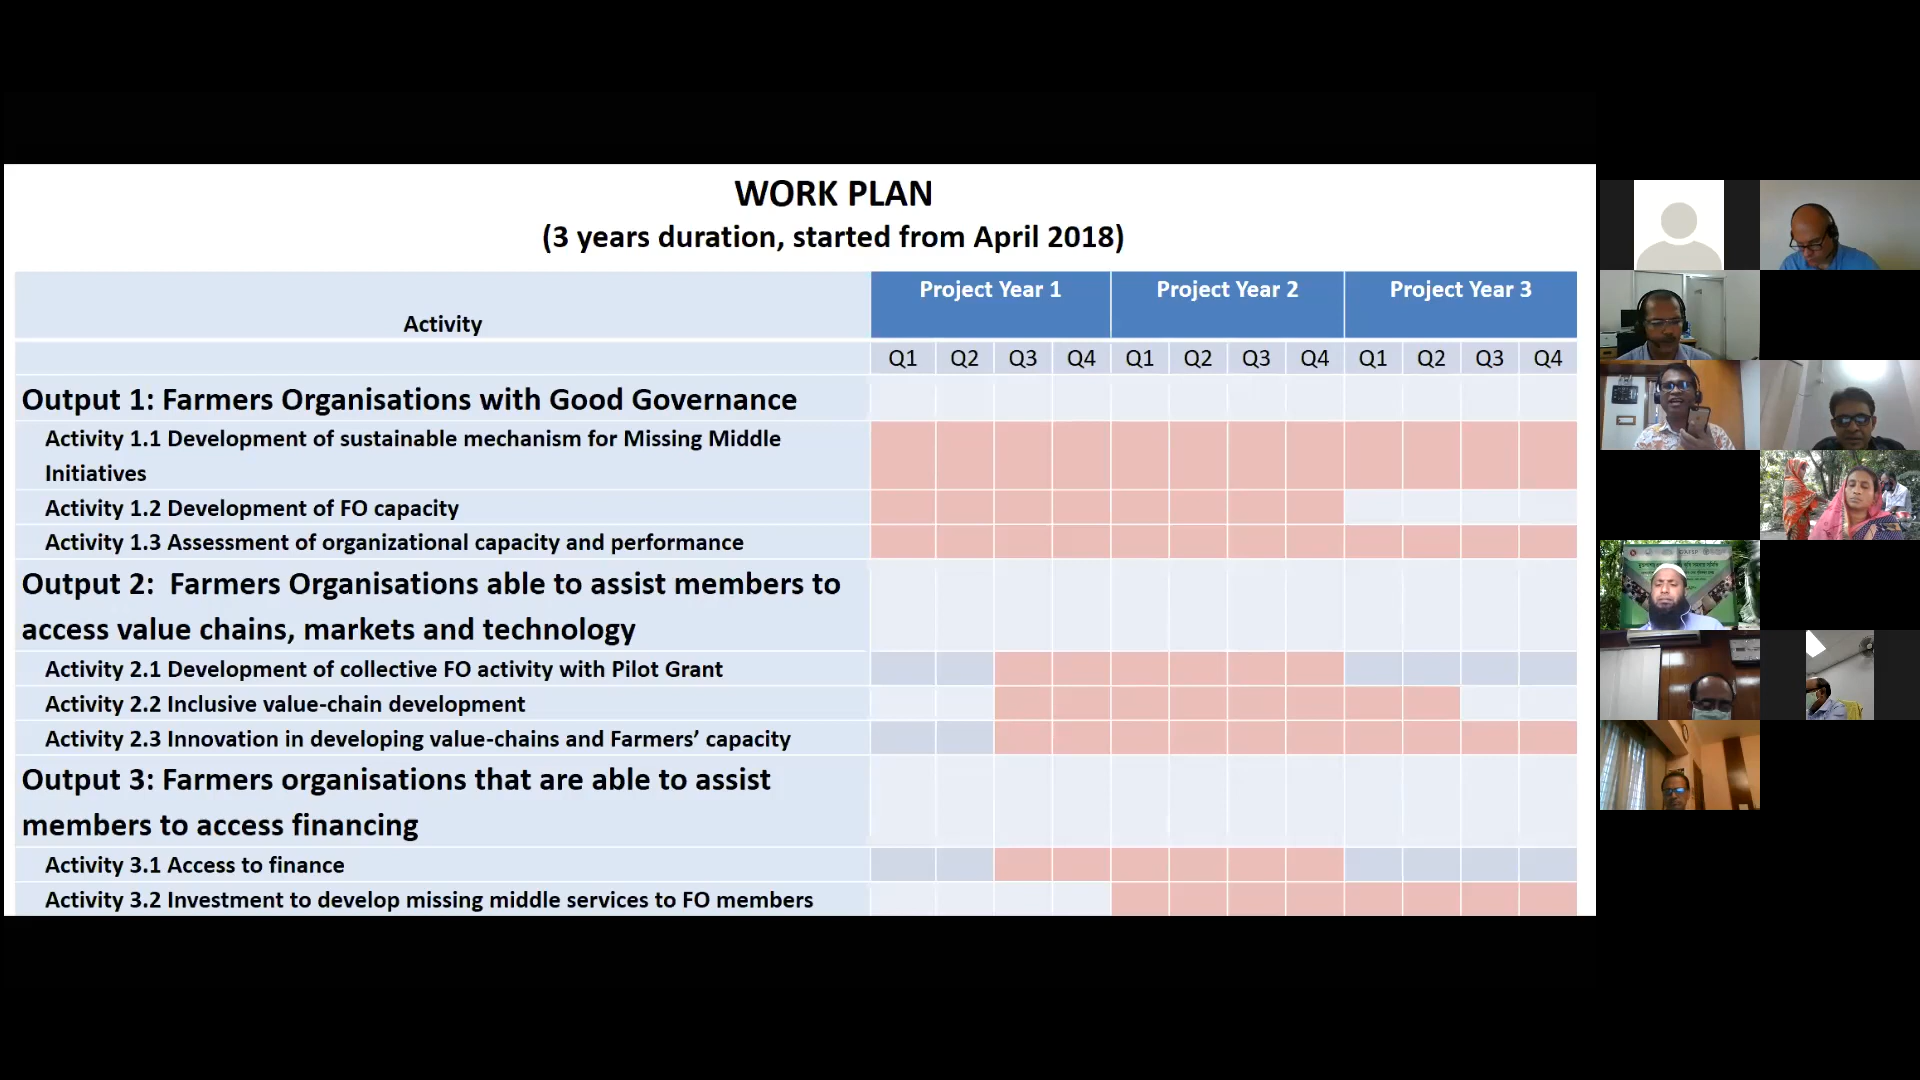 WORK PLAN
(3 years duration, started from April 2018)
Activity
Project Year 1
Project Year 2
Project Year 3
Q1 Q2 Q3 Q4 Q1 Q2 Q3 Q4 Q1 Q2 Q3 Q4
Output 1: Farmers Organisations with Good Governance
Activity 1.1 Development of sustainable mechanism for Missing Middle
Initiatives
Activity 1.2 Development of FO capacity
Activity 1.3 Assessment of organizational capacity and performance
Output 2: Farmers Organisations able to assist members to
access value chains, markets and technology
Activity 2.1 Development of collective FO activity with Pilot Grant
Activity 2.2 Inclusive value-chain development
Activity 2.3 Innovation in developing value-chains and Farmers’ capacity
Output 3: Farmers organisations that are able to assist
members to access financing
Activity 3.1 Access to finance
Activity 3.2 Investment to develop missing middle services to FO members